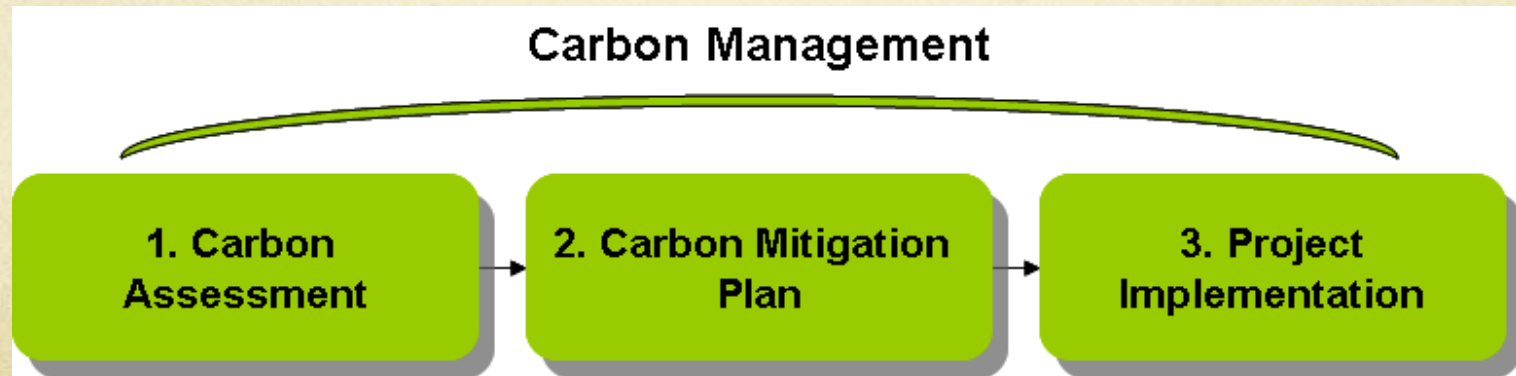 Carbon Management
1. Carbon
Assessment
2. Carbon Mitigation
Plan
3. Project
Implementation